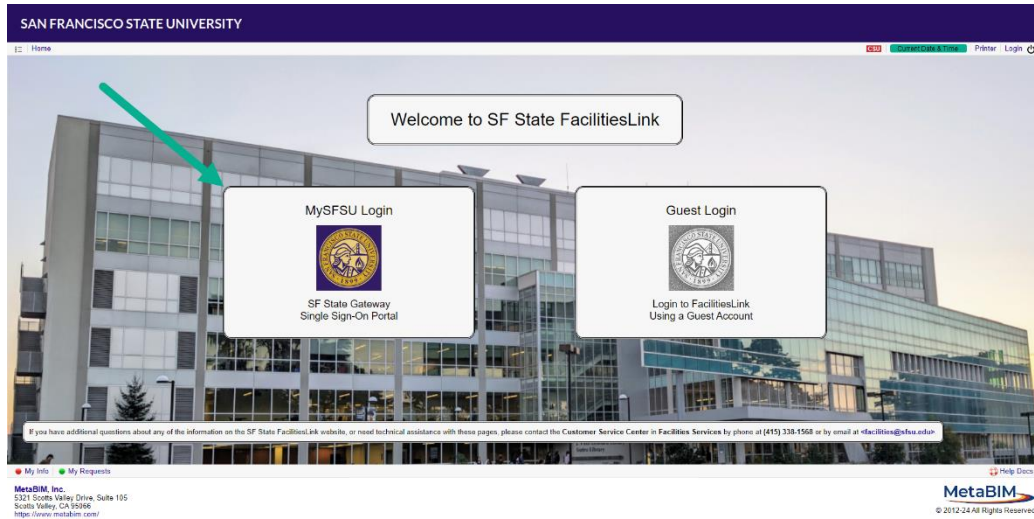 SAN FRANCISCO STATE UNIVERSITY
Home
CSU Current Date & Time Printer Login
Welcome to SF State FacilitiesLink
MySFSU Login
SF State Gateway
Single Sign-On Portal
Guest Login
Login to FacilitiesLink
Using a Guest Account
If you have additional questions about any of the information on the SF State FacilitiesLink website, or need technical assistance with these pages, please contact the Customer Service Center in Facilities Services by phone at (415) 338-1568 or by email at <facilities@sfsu.edu>
My Info My Requests
Help Docs
MetaBIM, Inc.
5321 Scotts Valley Drive, Suite 105
Scotts Valley, CA 95066
https://www.metabim.com/
MetaBIM
© 2012-24 All Rights Reserved